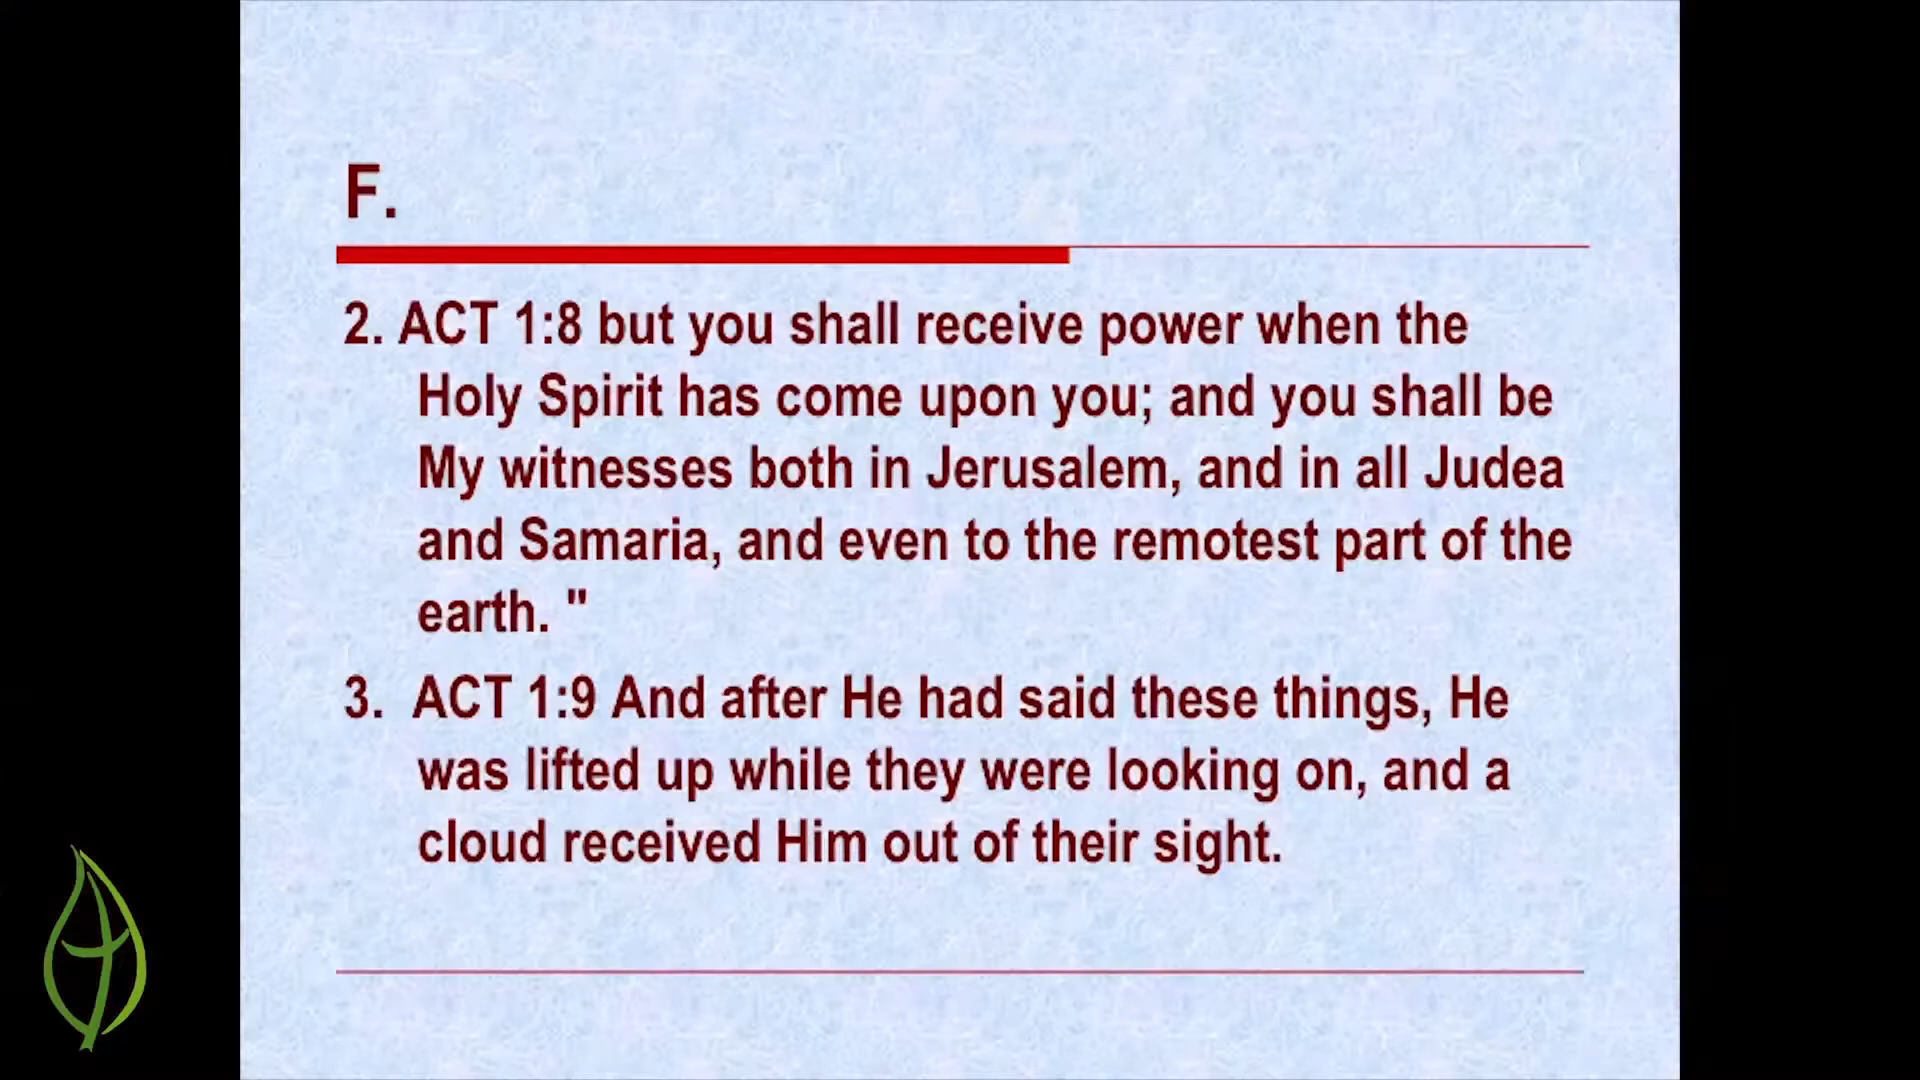 F.
2. ACT 1:8 but you shall receive power when the
Holy Spirit has come upon you; and you shall be
My witnesses both in Jerusalem, and in all Judea
and Samaria, and even to the remotest part of the
earth. "
3. ACT 1:9 And after He had said these things, He
was lifted up while they were looking on, and a
cloud received Him out of their sight.